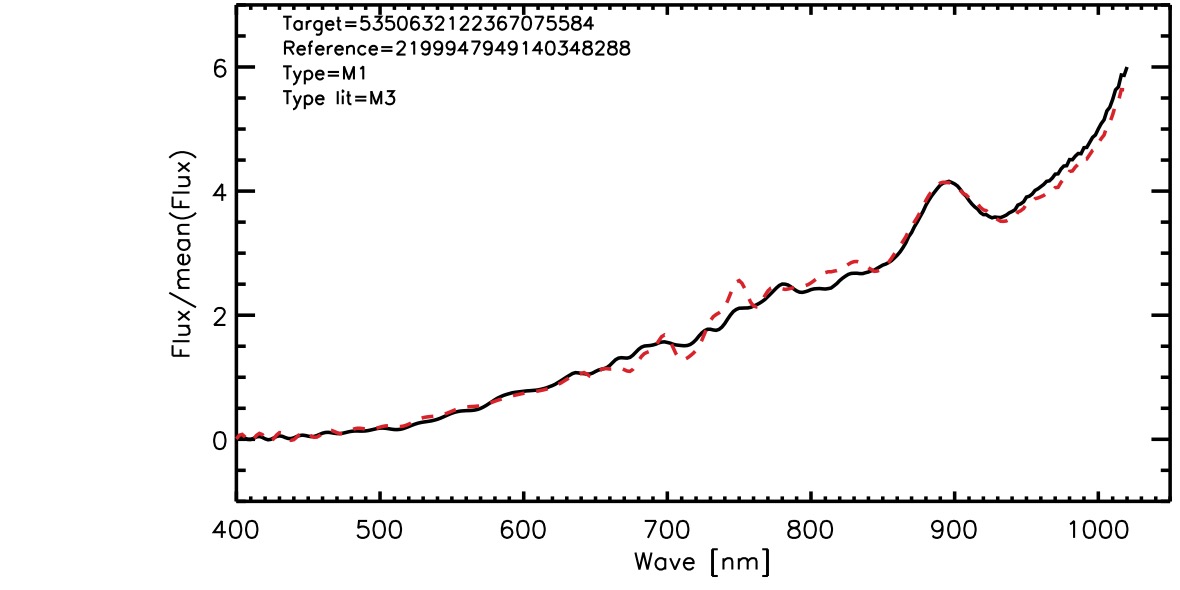 Target=5350632122367075584
Reference=2199947949140348288
Type=M1
Type lit=M3
6
4
2
0
Flux/mean(Flux)
400 500 600 700 800 900 1000
Wave [nm]